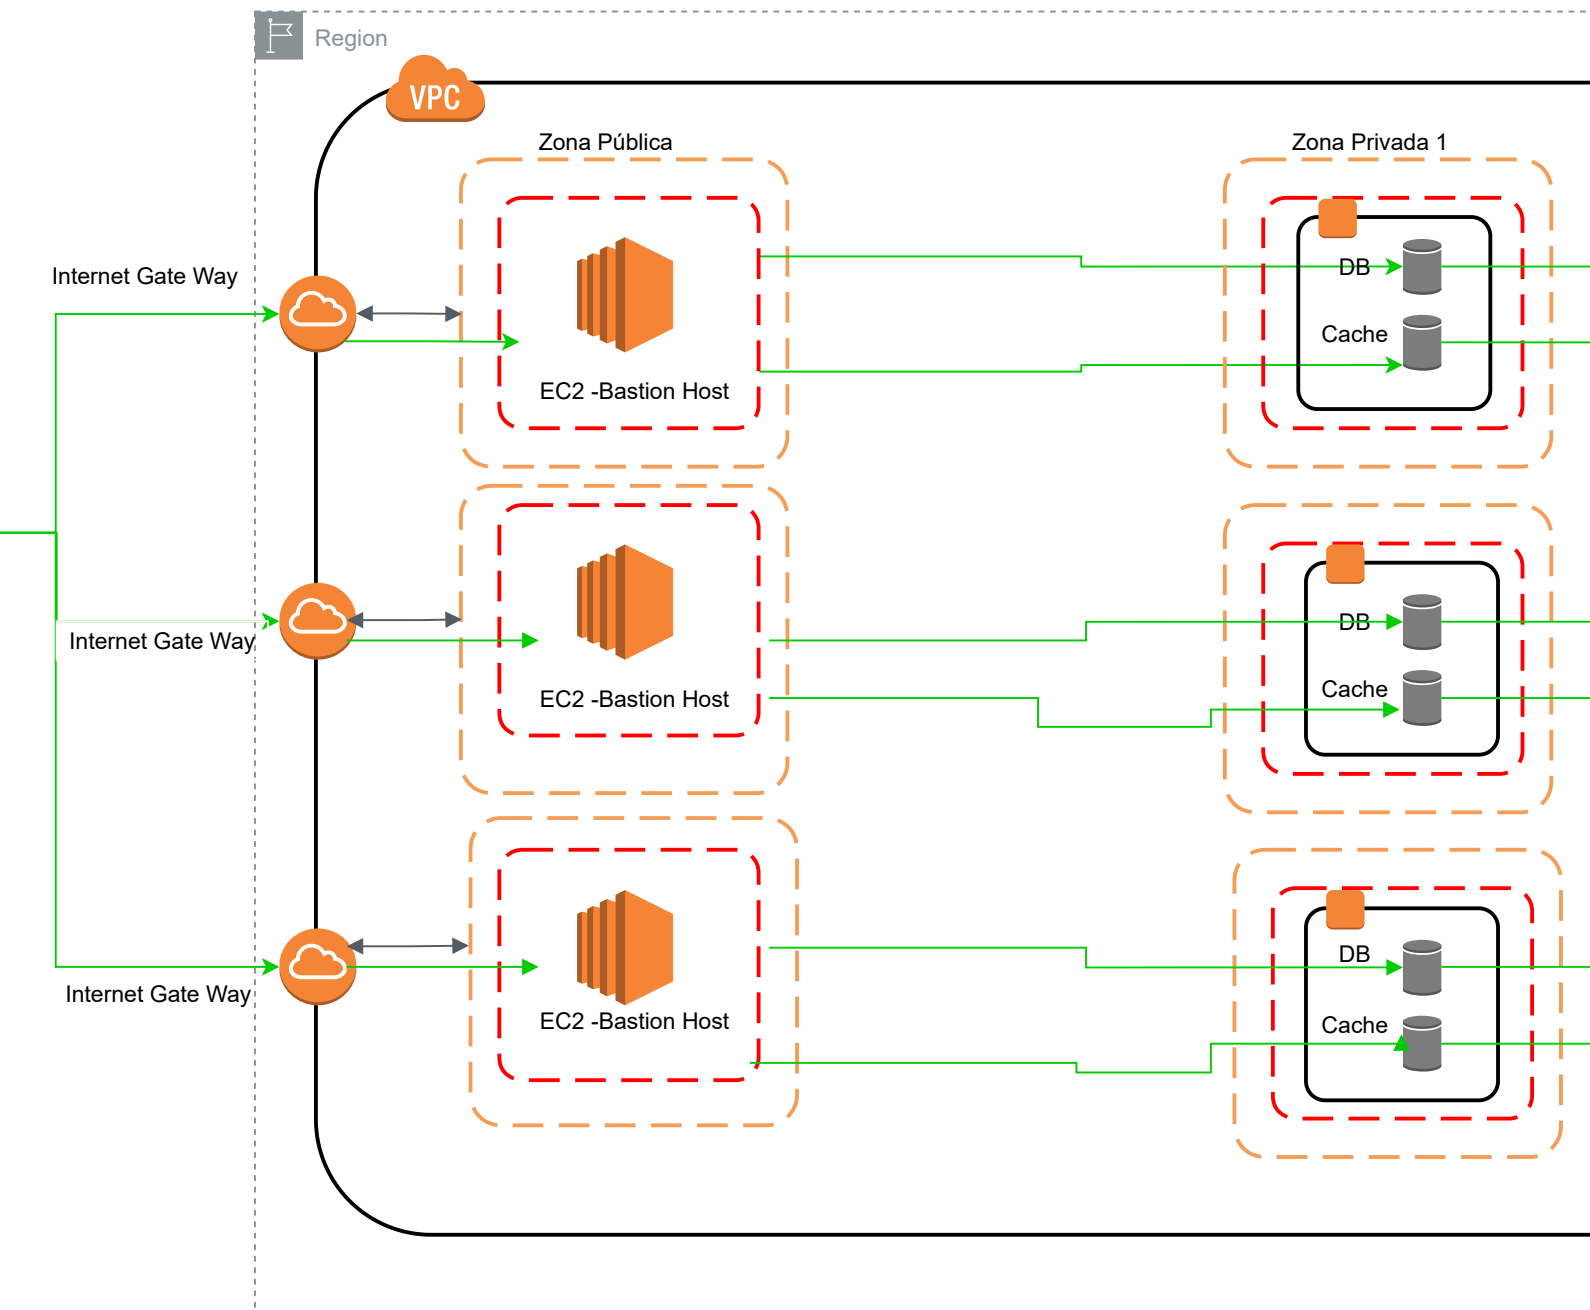 Region
VPC
Zona Pública
Zona Privada 1
Internet Gate Way
DB
Cache
EC2 -Bastion Host
Internet Gate Way
DB
Cache
EC2 -Bastion Host
Internet Gate Way
DB
Cache
EC2 -Bastion Host